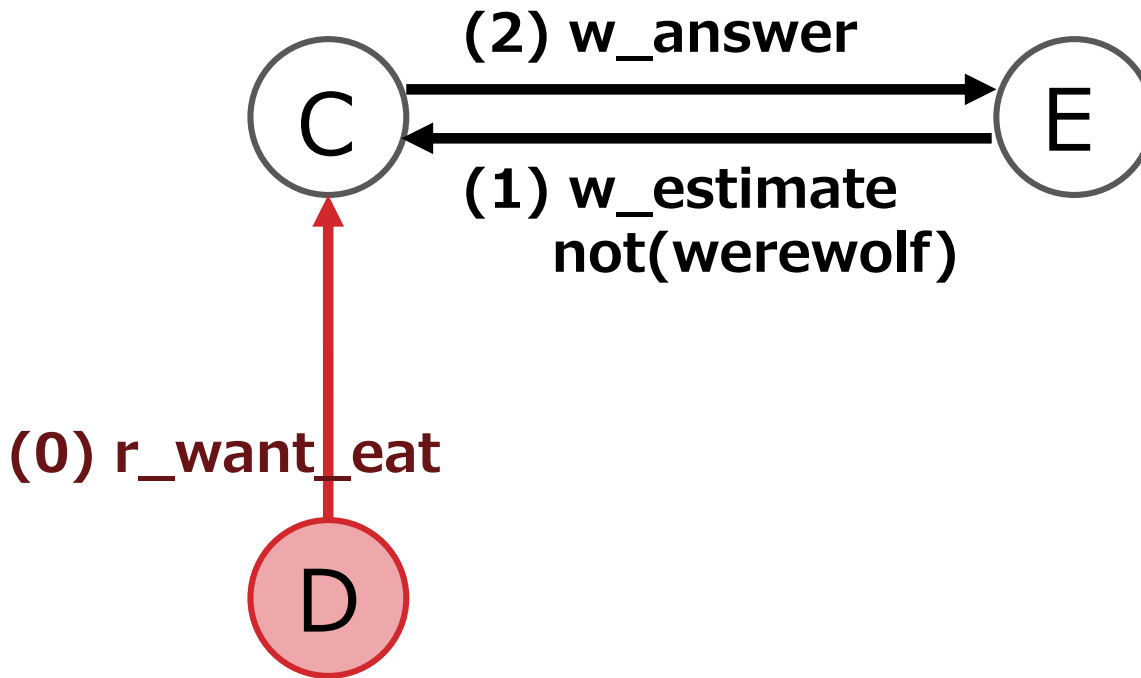 (2) w_answer
C
E
(1) w_estimate
not(werewolf)
(0) r_want_eat
D